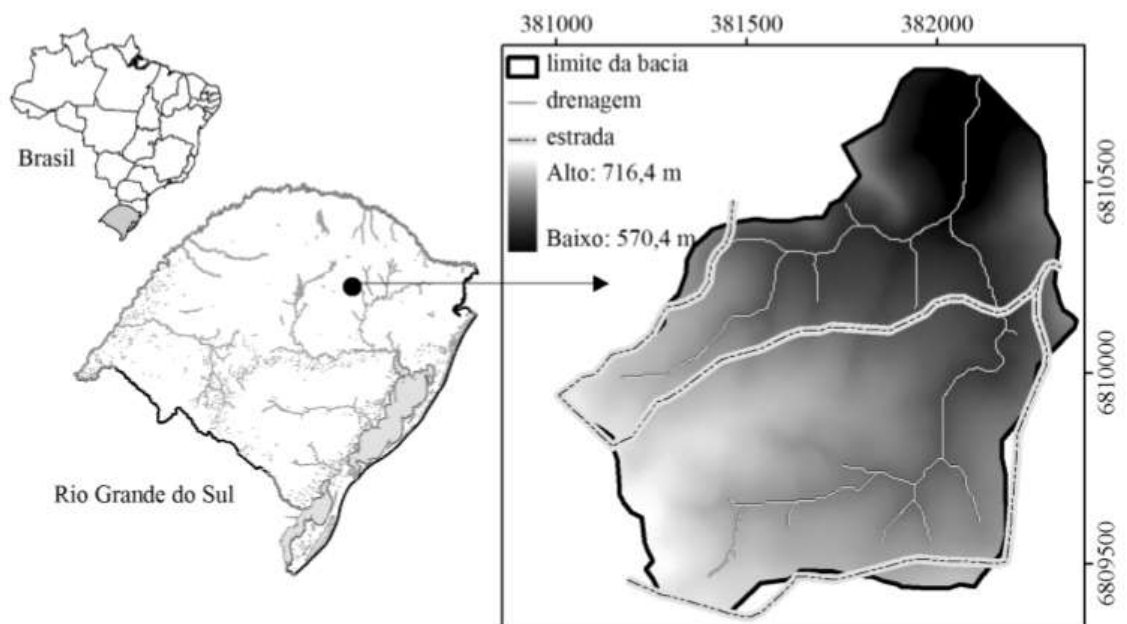 381000
381500
382000
limite da bacia
drenagem
estrada
Alto: 716,4 m
Baixo: 570,4 m
Brasil
Rio Grande do Sul
6810500
6810000
6809500